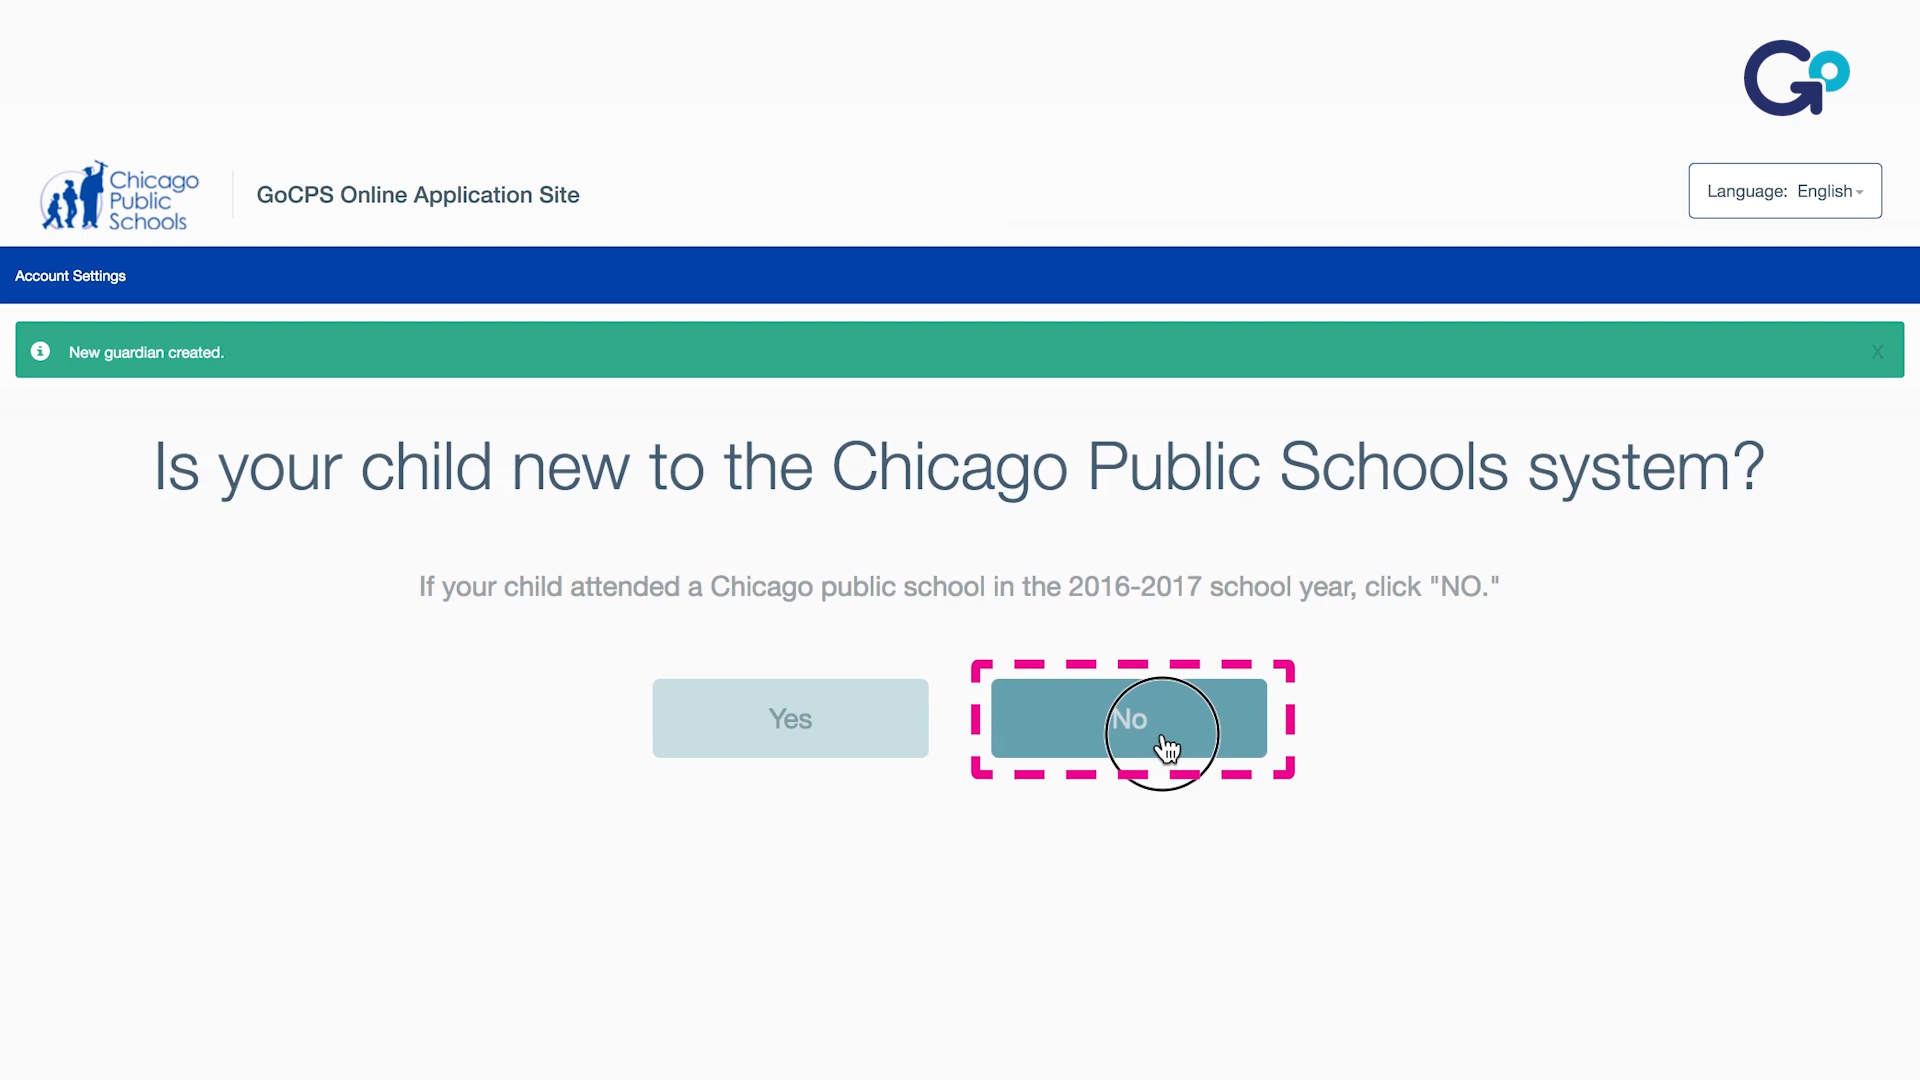 Go
Chicago
Public
Schools
GoCPS Online Application Site
Language: English
Account Settings
New guardian created.
X
Is your child new to the Chicago Public Schools system?
If your child attended a Chicago public school in the 2016-2017 school year, click "NO."
Yes
No